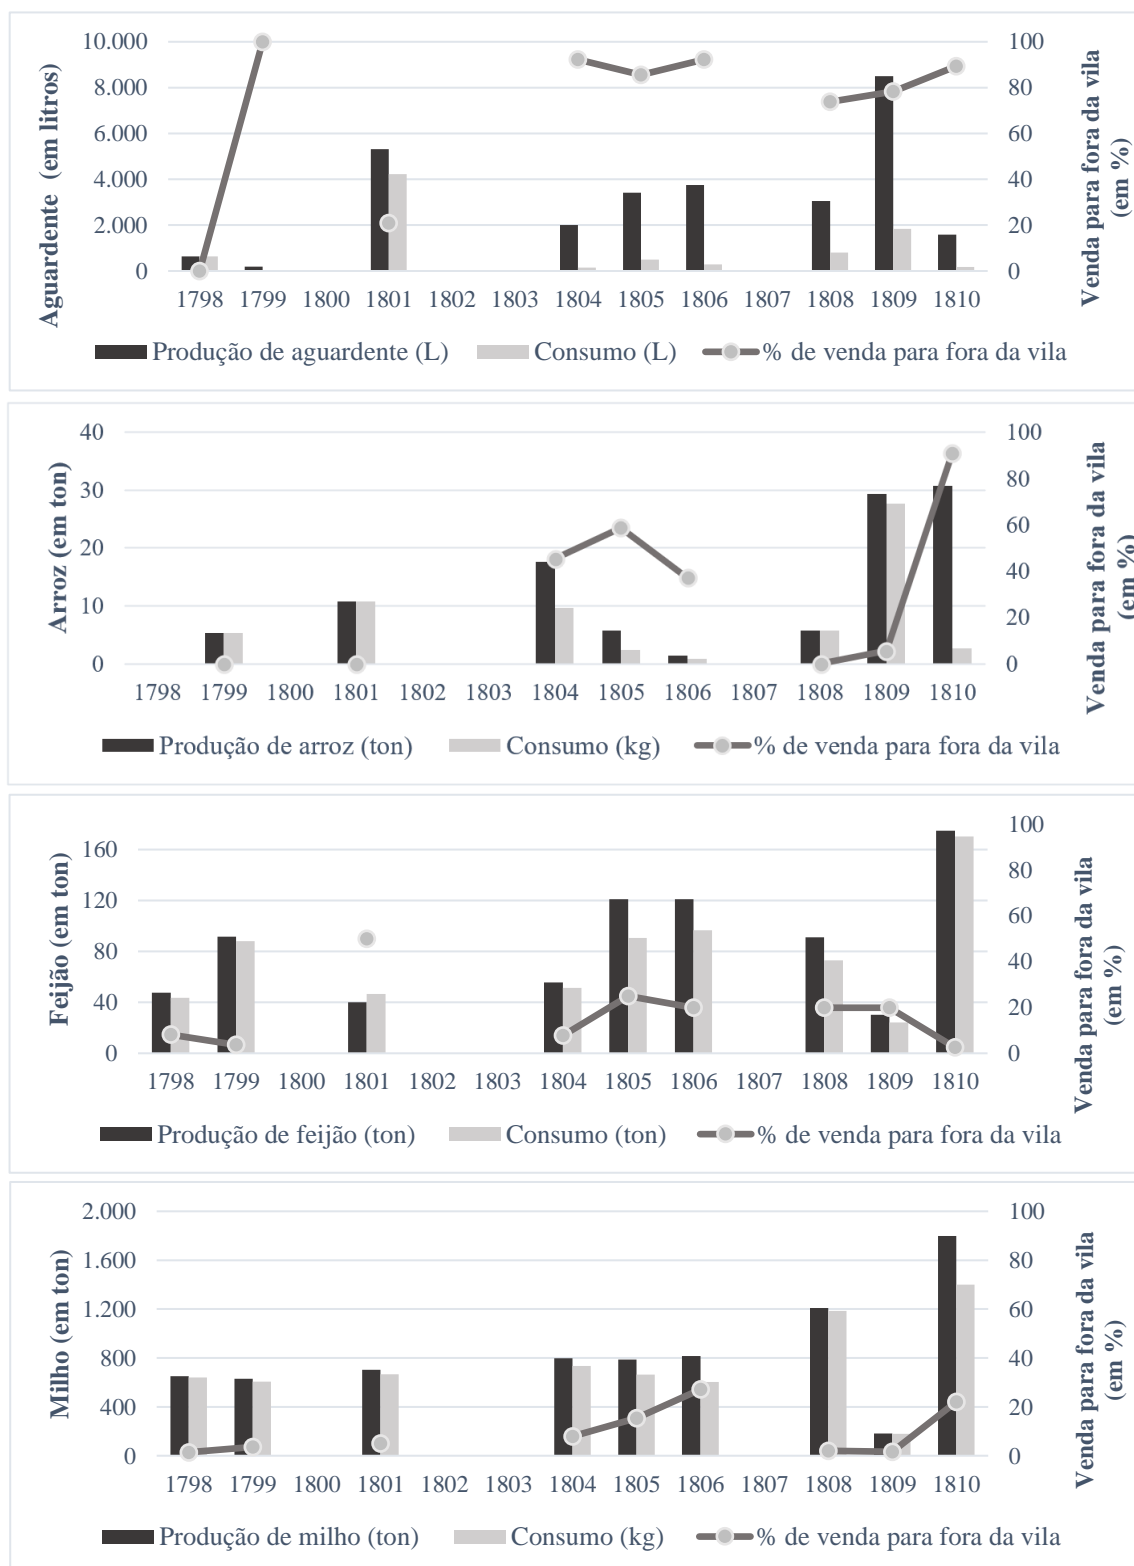 Aguardente (em litros)
10.000
8.000
6.000
4.000
2.000
0
100
80
60
40
20
0
Venda para fora da vila
(em %)
1798 1799 1800 1801 1802 1803 1804 1805 1806 1807 1808 1809 1810
Produção de aguardente (L) Consumo (L) % de venda para fora da vila
Arroz (em ton)
40
30
20
10
0
100
80
60
40
20
0
Venda para fora da vila
(em %)
1798 1799 1800 1801 1802 1803 1804 1805 1806 1807 1808 1809 1810
Produção de arroz (ton) Consumo (kg) % de venda para fora da vila
Feijão (em ton)
160
120
80
40
0
100
80
60
40
20
0
Venda para fora da vila
(em %)
1798 1799 1800 1801 1802 1803 1804 1805 1806 1807 1808 1809 1810
Produção de feijão (ton) Consumo (ton) % de venda para fora da vila
Milho (em ton)
2.000
1.600
1.200
800
400
0
100
80
60
40
20
0
Venda para fora da vila
(em %)
1798 1799 1800 1801 1802 1803 1804 1805 1806 1807 1808 1809 1810
Produção de milho (ton) Consumo (kg) % de venda para fora da vila